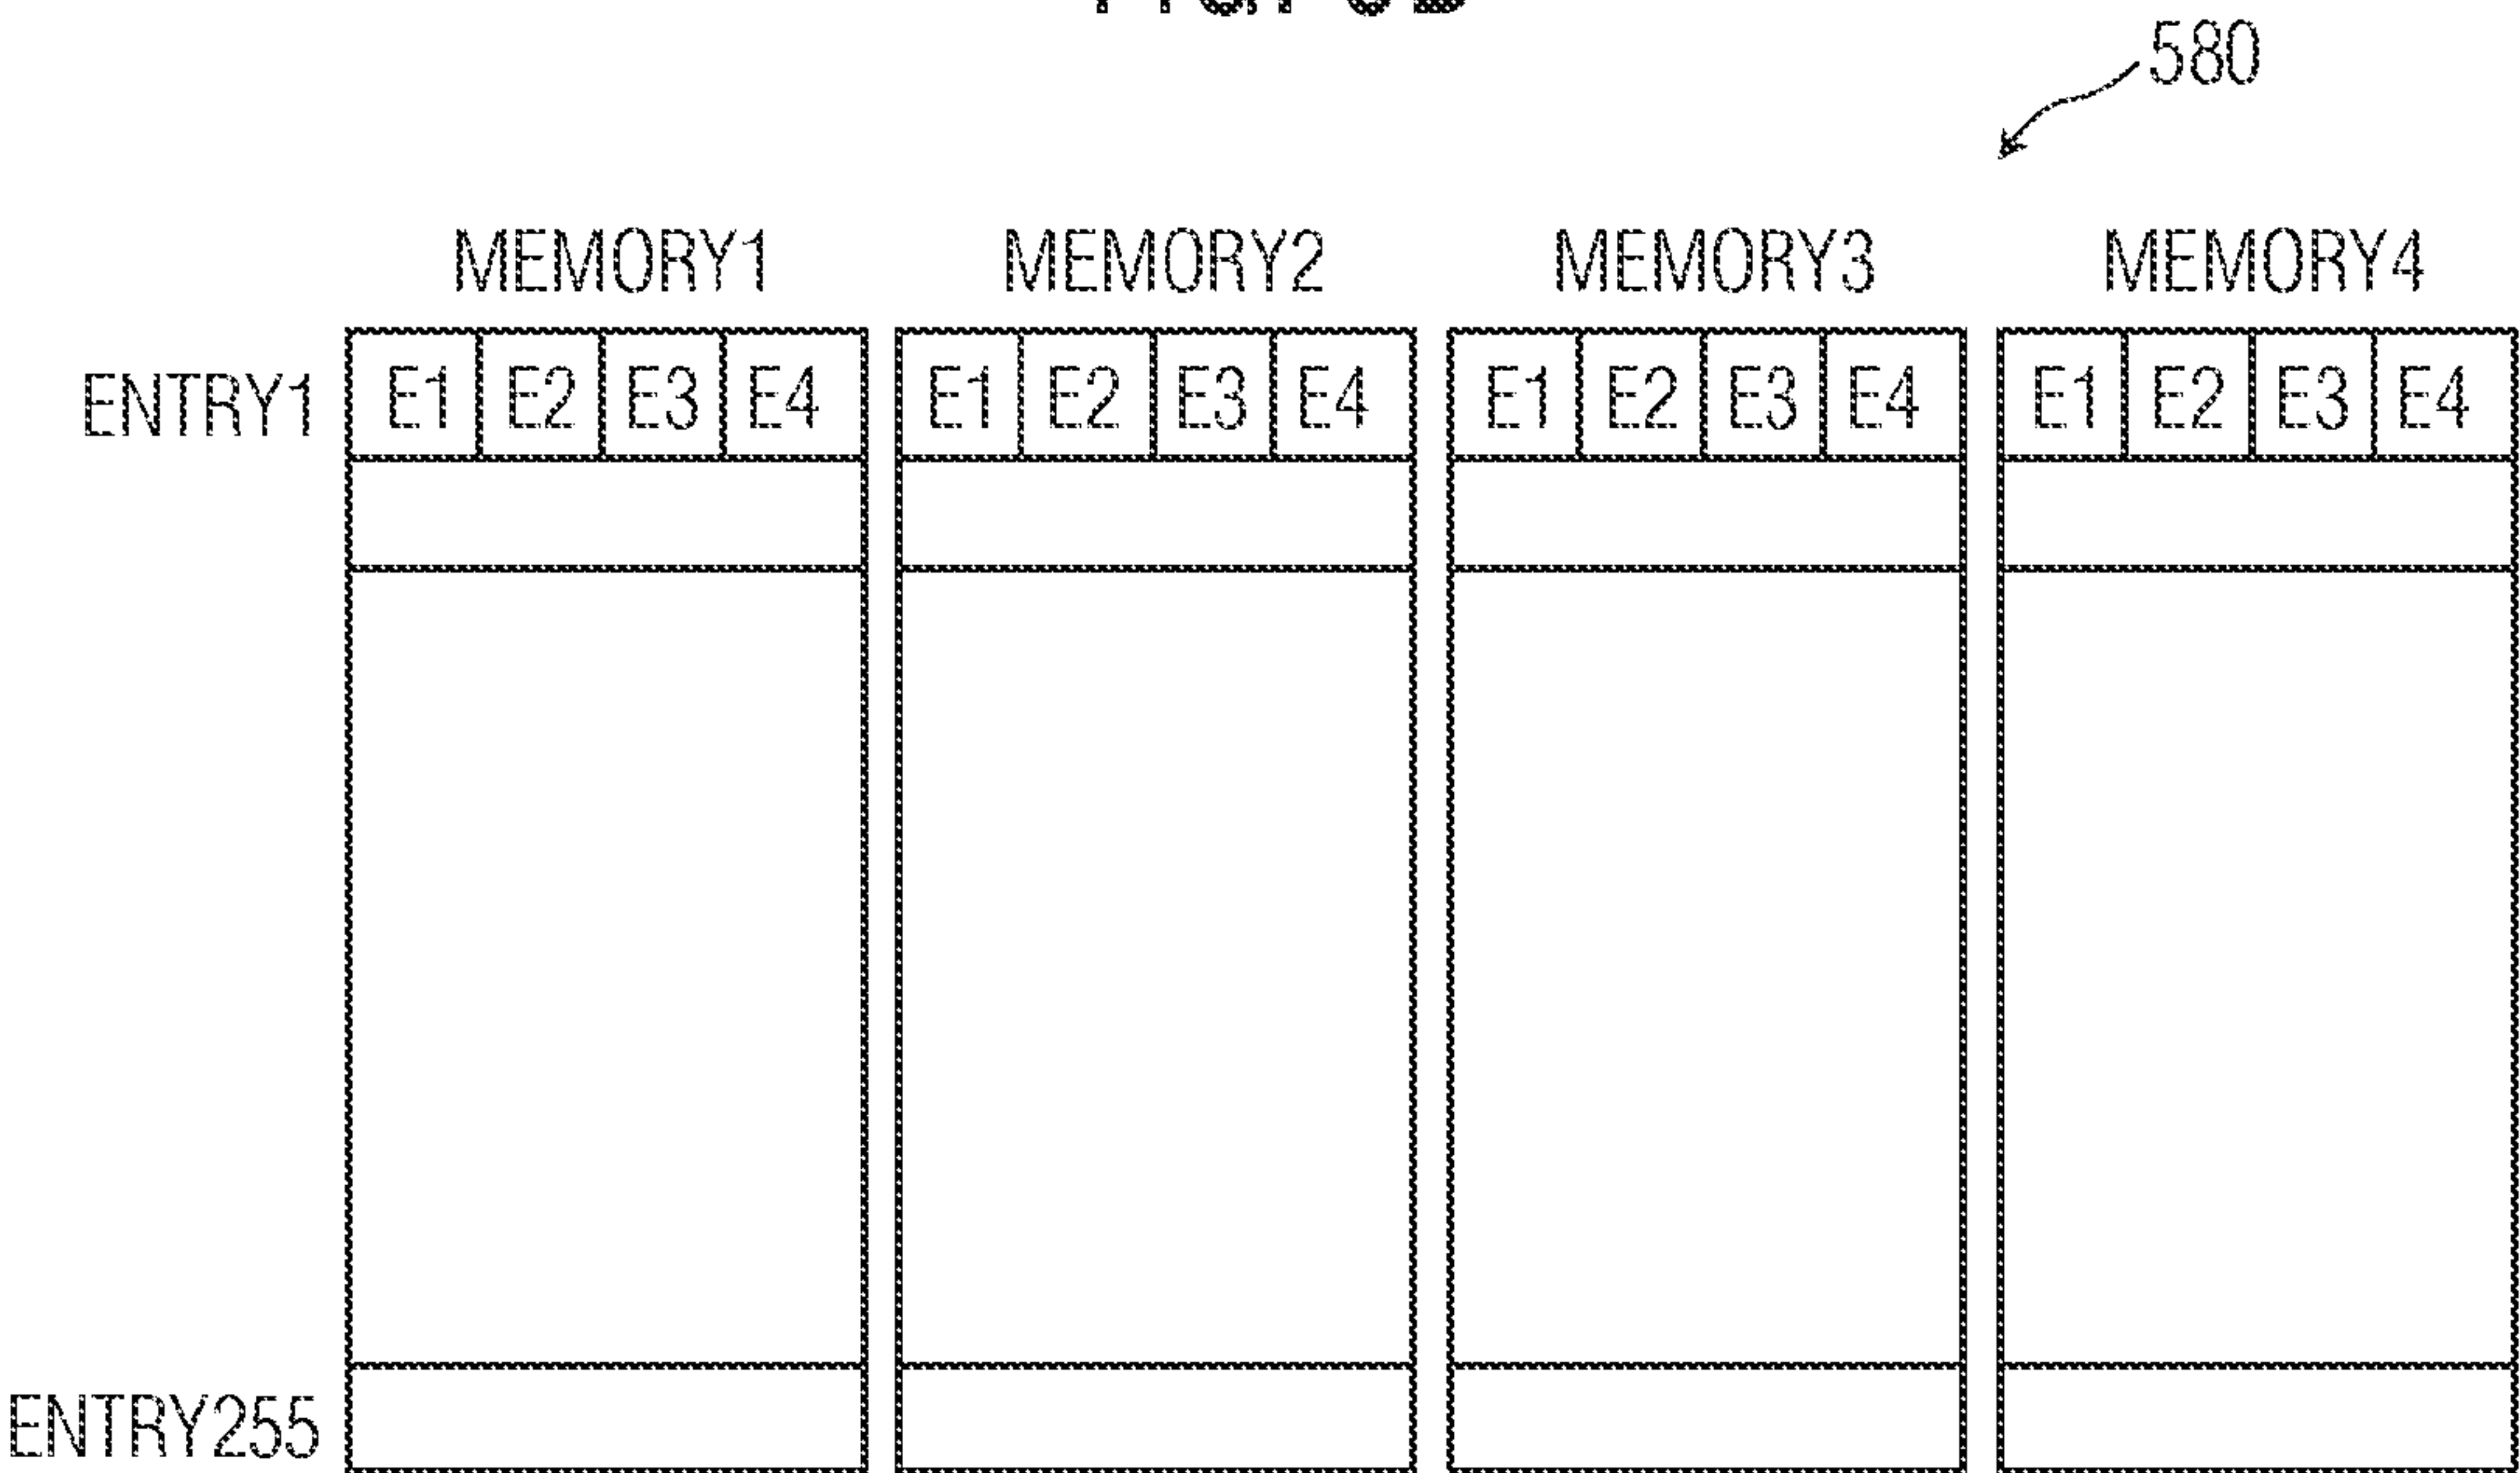 580
MEMORY1 MEMORY2 MEMORY3 MEMORY4
ENTRY1 E1 E2 E3 E4 E1 E2 E3 E4 E1 E2 E3 E4 E1 E2 E3 E4
ENTRY255